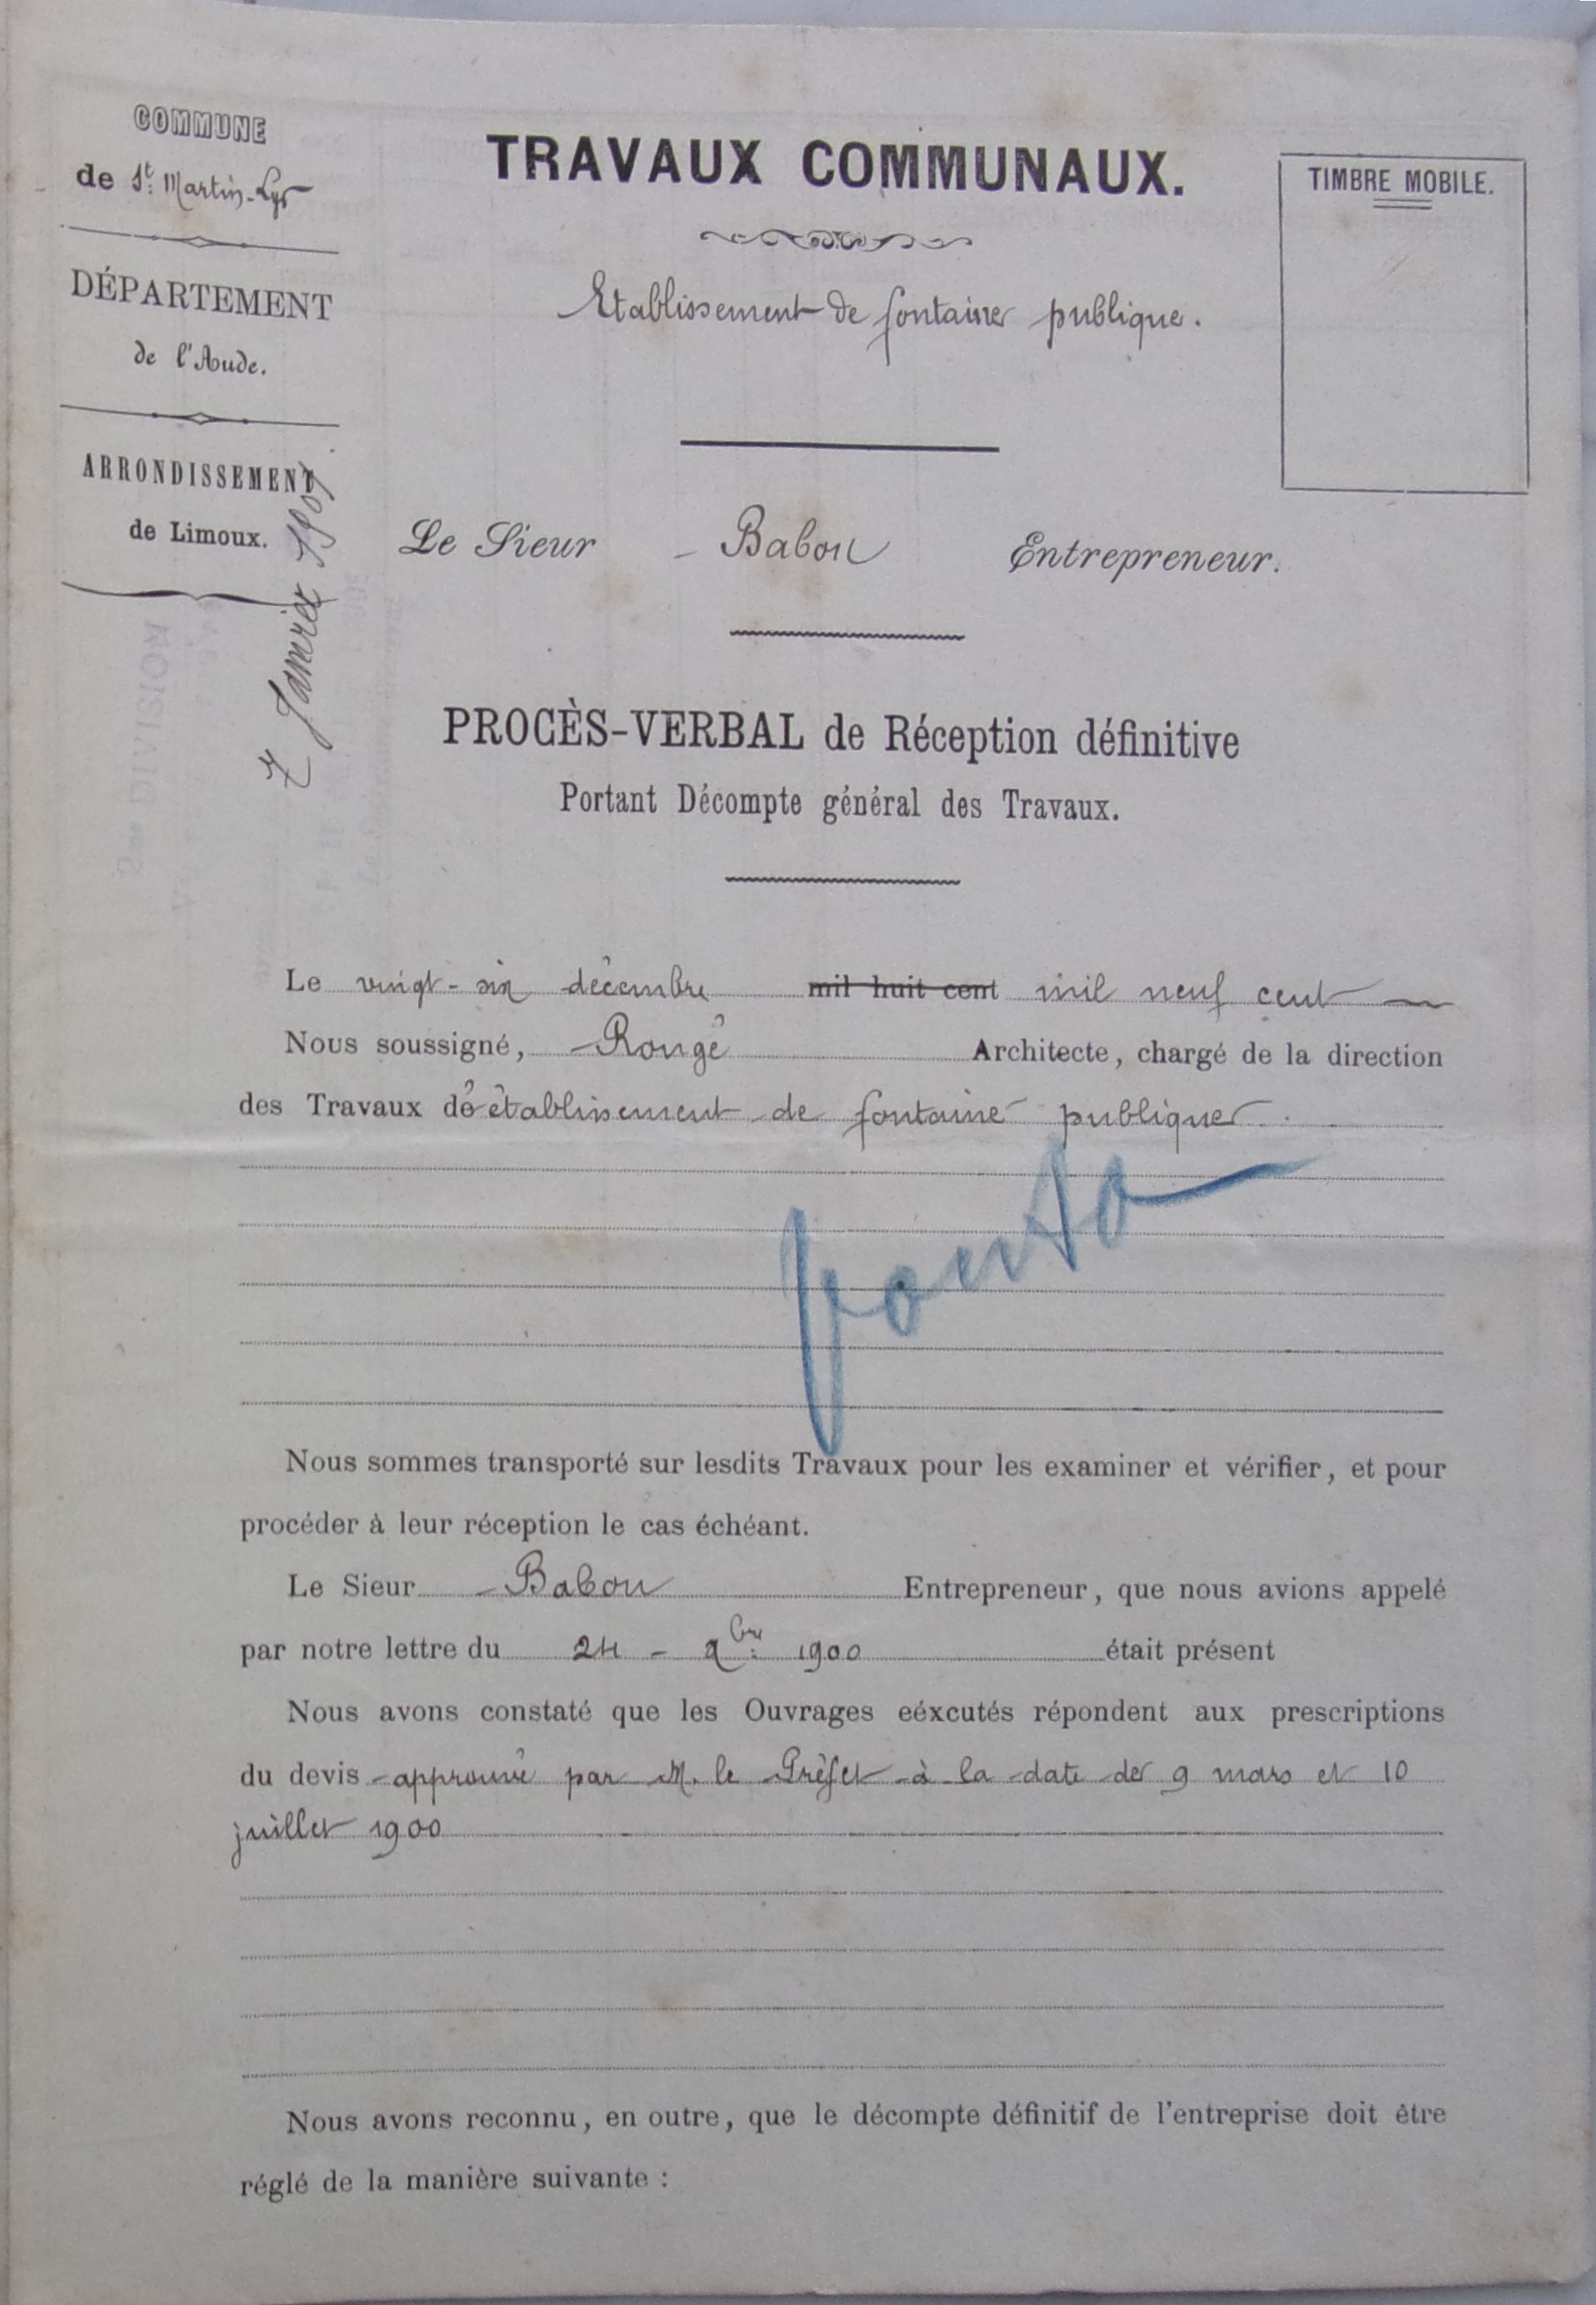 COMMUNE
de St. Martin-Lys
DÉPARTEMENT
de l'Aude.
ARRONDISSEMENT
de Limoux.
7 Janvier 1901
TRAVAUX COMMUNAUX.
TIMBRE MOBILE.
Etablissement de fontaines publiques.
Le Sieur - Babou Entrepreneur.
PROCÈS-VERBAL de Réception définitive
Portant Décompte général des Travaux.
Le vingt-six décembre mil huit cent mil neuf cent
Nous soussigné, Rougé Architecte, chargé de la direction
des Travaux d'établissement de fontaines publiques.
Nous sommes transporté sur lesdits Travaux pour les examiner et vérifier, et pour
procéder à leur réception le cas échéant.
Le Sieur Babou Entrepreneur, que nous avions appelé
par notre lettre du 24 - Xbre 1900 était présent
Nous avons constaté que les Ouvrages eéxcutés répondent aux prescriptions
du devis approuvé par M. le Préfet à la date des 9 mars et 10
juillet 1900
Nous avons reconnu, en outre, que le décompte définitif de l'entreprise doit être
réglé de la manière suivante :